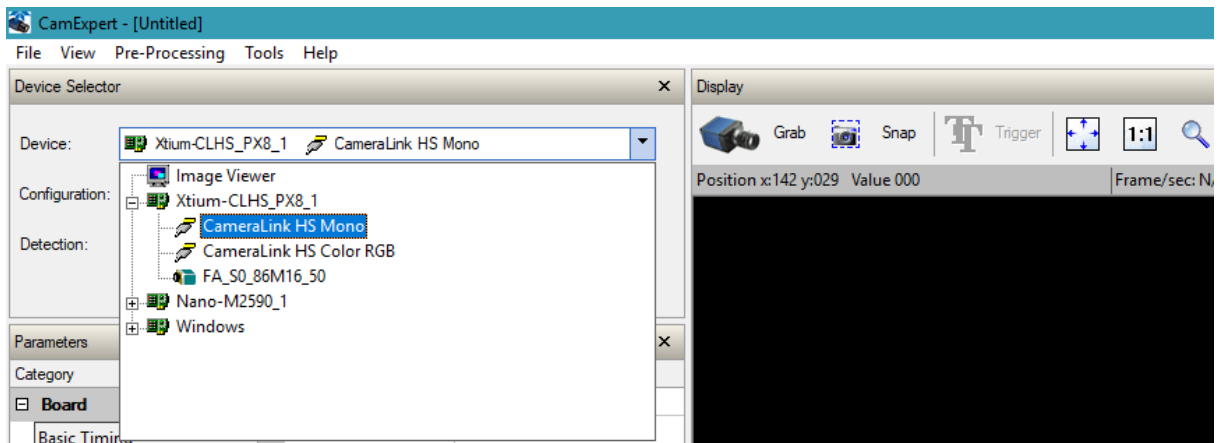 CamExpert - [Untitled]
File View Pre-Processing Tools Help
Device Selector
Device: Xtium-CLHS_PX8_1 CameraLink HS Mono
Configuration:
Detection:
Image Viewer
Xtium-CLHS_PX8_1
CameraLink HS Mono
CameraLink HS Color RGB
FA_S0_86M16_50
Nano-M2590_1
Windows
Parameters
Category
Board
Basic Timing
Display
Grab Snap Trigger 1:1
Position x:142 y:029 Value 000 Frame/sec: N/